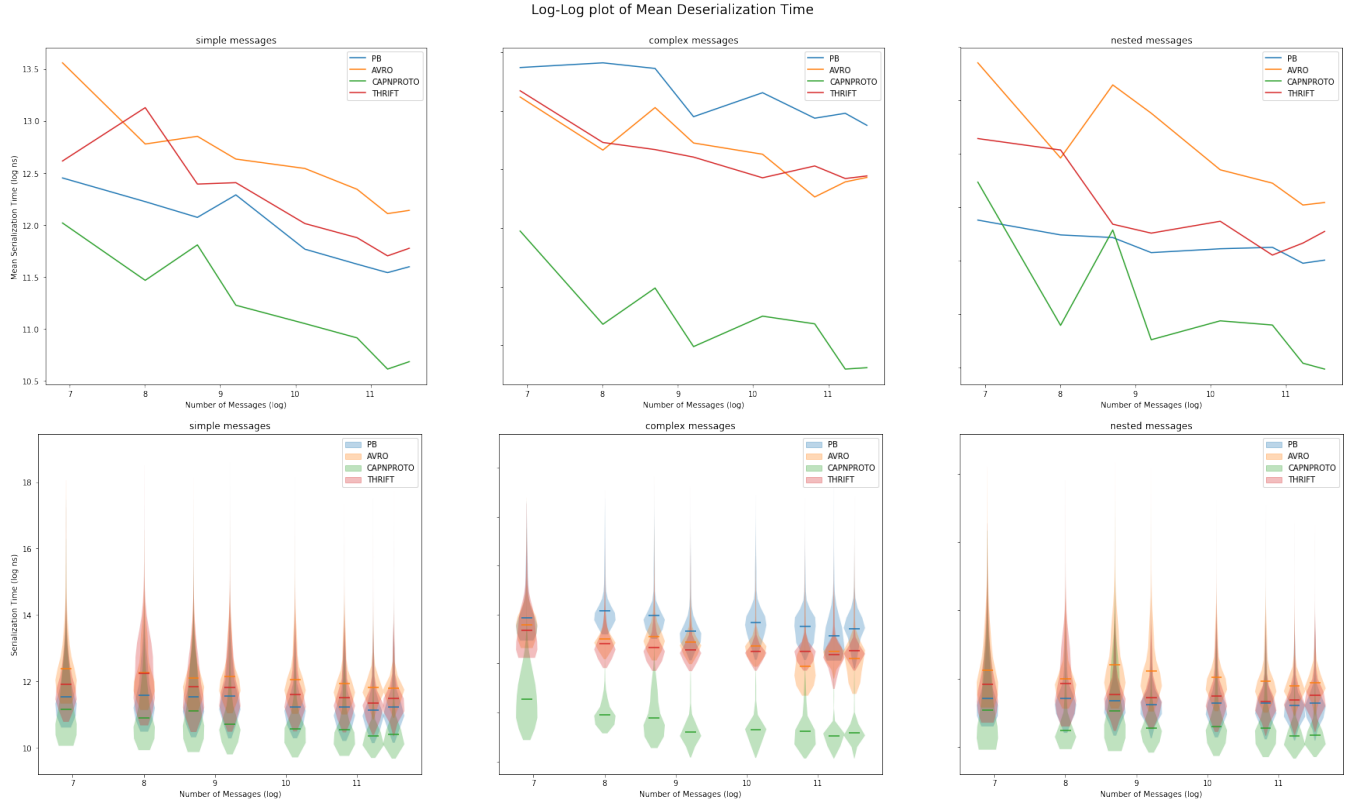 Log-Log plot of Mean Deserialization Time
simple messages
complex messages
nested messages
PB
AVRO
CAPNPROTO
THRIFT
PB
AVRO
CAPNPROTO
THRIFT
PB
AVRO
CAPNPROTO
THRIFT
Mean Serialization Time (log ns)
13.5
13.0
12.5
12.0
11.5
11.0
10.5
7 8 9 10 11
7 8 9 10 11
7 8 9 10 11
Number of Messages (log)
Number of Messages (log)
Number of Messages (log)
simple messages
complex messages
nested messages
PB
AVRO
CAPNPROTO
THRIFT
PB
AVRO
CAPNPROTO
THRIFT
PB
AVRO
CAPNPROTO
THRIFT
Serialization Time (log ns)
18
16
14
12
10
7 8 9 10 11
7 8 9 10 11
7 8 9 10 11
Number of Messages (log)
Number of Messages (log)
Number of Messages (log)